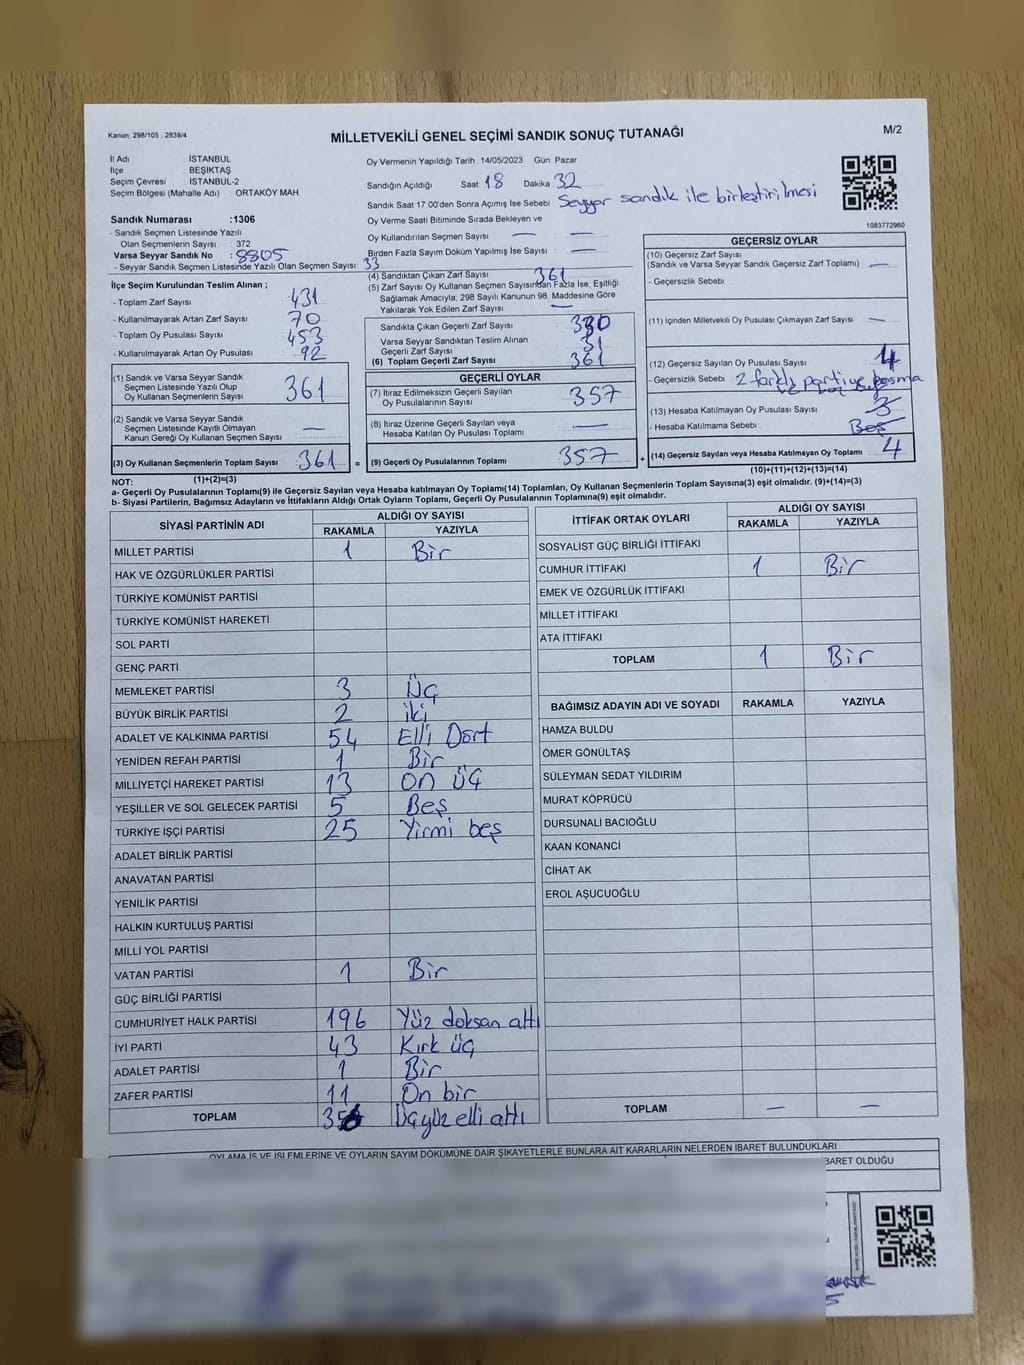 Kanun, 298/105 , 2839/4
MİLLETVEKİLİ GENEL SEÇİMİ SANDIK SONUÇ TUTANAĞI
M/2
İl Adı : İSTANBUL
İlçe : BEŞİKTAŞ
Seçim Çevresi : İSTANBUL-2
Seçim Bölgesi (Mahalle Adı) : ORTAKÖY MAH.
Sandık Numarası :1306
- Sandık Seçmen Listesinde Yazılı
Olan Seçmenlerin Sayısı : 372
Varsa Seyyar Sandık No : 8805
- Seyyar Sandık Seçmen Listesinde Yazılı Olan Seçmen Sayısı: 33
Oy Vermenin Yapıldığı Tarih :14/05/2023 Gün: Pazar
Sandığın Açıldığı Saat: 18 Dakika: 32
Sandık Saat 17:00'den Sonra Açımış İse Sebebi : Seyyar sandık ile birleştirilmesi
Oy Verme Saati Bitiminde Sırada Bekleyen ve
Oy Kullandırılan Seçmen Sayısı — —
Birden Fazla Sayım Döküm Yapılmış İse Sayısı : —
1083772960
İlçe Seçim Kurulundan Teslim Alınan ;
- Toplam Zarf Sayısı : 431
- Kullanılmayarak Artan Zarf Sayısı : 70
- Toplam Oy Pusulası Sayısı : 453
- Kullanılmayarak Artan Oy Pusulası : 92
(1) Sandık ve Varsa Seyyar Sandık
Seçmen Listesinde Yazılı Olup
Oy Kullanan Seçmenlerin Sayısı : 361
(2) Sandık ve Varsa Seyyar Sandık
Seçmen Listesinde Kayıtlı Olmayan
Kanun Gereği Oy Kullanan Seçmen Sayısı : —
(3) Oy Kullanan Seçmenlerin Toplam Sayısı : 361
(4) Sandıktan Çıkan Zarf Sayısı : 361
(5) Zarf Sayısı Oy Kullanan Seçmen Sayısından Fazla İse, Eşitliği
Sağlamak Amacıyla; 298 Sayılı Kanunun 98. Maddesine Göre
Yakılarak Yok Edilen Zarf Sayısı : —
Sandıkta Çıkan Geçerli Zarf Sayısı : 330
Varsa Seyyar Sandıktan Teslim Alınan
Geçerli Zarf Sayısı : 31
(6) Toplam Geçerli Zarf Sayısı : 361
GEÇERLİ OYLAR
(7) İtiraz Edilmeksizin Geçerli Sayılan
Oy Pusulasının Sayısı : 357
(8) İtiraz Üzerine Geçerli Sayılan veya
Hesaba Katılan Oy Pusulası Toplamı : —
= (9) Geçerli Oy Pusulalarının Toplamı : 357
GEÇERSİZ OYLAR
(10) Geçersiz Zarf Sayısı
(Sandık ve Varsa Seyyar Sandık Geçersiz Zarf Toplamı) : —
- Geçersizlik Sebebi :
(11) İçinden Milletvekili Oy Pusulası Çıkmayan Zarf Sayısı : —
(12) Geçersiz Sayılan Oy Pusulası Sayısı : 4
- Geçersizlik Sebebi : 2 farklı partiye basma
(13) Hesaba Katılmayan Oy Pusulası Sayısı : 3
- Hesaba Katılmama Sebebi : Beş
+ (14) Geçersiz Sayılan veya Hesaba Katılmayan Oy Toplamı : 4
NOT: (1)+(2)=(3) (10)+(11)+(12)+(13)=(14)
a- Geçerli Oy Pusulalarının Toplamı(9) ile Geçersiz Sayılan veya Hesaba Katılmayan Oy Toplamı(14) Toplamları, Oy Kullanan Seçmenlerin Toplam Sayısına(3) eşit olmalıdır. (9)+(14)=(3)
b- Siyasi Partilerin, Bağımsız Adayların ve İttifakların Aldığı Ortak Oyların Toplamı, Geçerli Oy Pusulalarının Toplamına(9) eşit olmalıdır.
SİYASİ PARTİNİN ADI ALDIĞI OY SAYISI
RAKAMLA YAZIYLA
MİLLET PARTİSİ 1 Bir
HAK VE ÖZGÜRLÜKLER PARTİSİ
TÜRKİYE KOMÜNİST PARTİSİ
TÜRKİYE KOMÜNİST HAREKETİ
SOL PARTİ
GENÇ PARTİ
MEMLEKET PARTİSİ 3 Üç
BÜYÜK BİRLİK PARTİSİ 2 iki
ADALET VE KALKINMA PARTİSİ 54 Elli Dört
YENİDEN REFAH PARTİSİ 1 Bir
MİLLİYETÇİ HAREKET PARTİSİ 13 on üç
YEŞİLLER VE SOL GELECEK PARTİSİ 5 Beş
TÜRKİYE İŞÇİ PARTİSİ 25 Yirmi beş
ADALET BİRLİK PARTİSİ
ANAVATAN PARTİSİ
YENİLİK PARTİSİ
HALKIN KURTULUŞ PARTİSİ
MİLLİ YOL PARTİSİ
VATAN PARTİSİ 1 Bir
GÜÇ BİRLİĞİ PARTİSİ
CUMHURİYET HALK PARTİSİ 196 Yüz doksan altı
İYİ PARTİ 43 Kırk üç
ADALET PARTİSİ 1 Bir
ZAFER PARTİSİ 11 On bir
TOPLAM 356 Üçyüz elli altı
İTTİFAK ORTAK OYLARI ALDIĞI OY SAYISI
RAKAMLA YAZIYLA
SOSYALİST GÜÇ BİRLİĞİ İTTİFAKI
CUMHUR İTTİFAKI 1 Bir
EMEK VE ÖZGÜRLÜK İTTİFAKI
MİLLET İTTİFAKI
ATA İTTİFAKI
TOPLAM 1 Bir
BAĞIMSIZ ADAYIN ADI VE SOYADI RAKAMLA YAZIYLA
HAMZA BULDU
ÖMER GÖNÜLTAŞ
SÜLEYMAN SEDAT YILDIRIM
MURAT KÖPRÜCÜ
DURSUNALİ BACIOĞLU
KAAN KONANCİ
CİHAT AK
EROL AŞUCUOĞLU
TOPLAM — —
OYLAMA İŞ VE İŞLEMLERİNE VE OYLARIN SAYIM DÖKÜMÜNE DAİR ŞİKAYETLERLE BUNLARA AİT KARARLARIN NELERDEN İBARET BULUNDUKLARI
BARET OLDUĞU